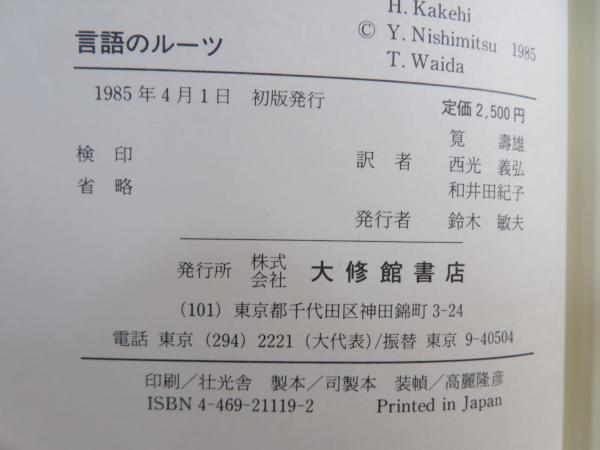 H. Kakehi
言語のルーツ
© Y. Nishimitsu 1985
T. Waida
1985年4月1日 初版発行
定価2,500円
検印
省略
訳者
筧 壽雄
西光 義弘
和井田紀子
発行者 鈴木 敏夫
発行所 株式会社 大修館書店
(101) 東京都千代田区神田錦町3-24
電話 東京 (294) 2221 (大代表)/振替 東京 9-40504
印刷/壮光舎 製本/司製本 装幀/高麗隆彦
ISBN 4-469-21119-2 Printed in Japan